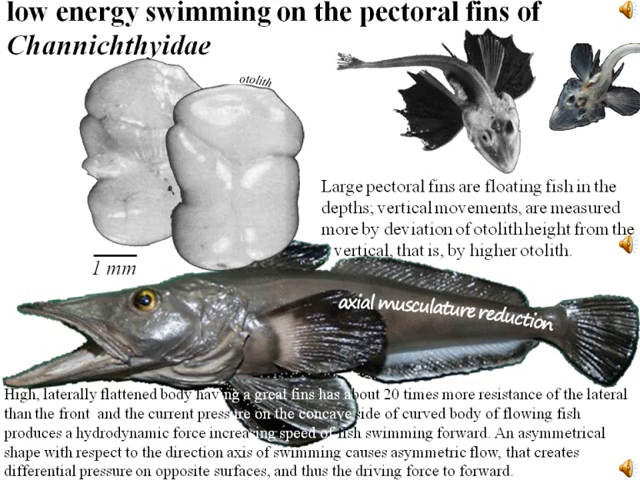 low energy swimming on the pectoral fins of
Channichthyidae
otolith
Large pectoral fins are floating fish in the
depths; vertical movements, are measured
more by deviation of otolith height from the
vertical, that is, by higher otolith.
1 mm
axial musculature reduction
High, laterally flattened body having a great fins has about 20 times more resistance of the lateral
than the front and the current pressure on the concave side of curved body of flowing fish
produces a hydrodynamic force increasing speed of fish swimming forward. An asymmetrical
shape with respect to the direction axis of swimming causes asymmetric flow, that creates
differential pressure on opposite surfaces, and thus the driving force to forward.